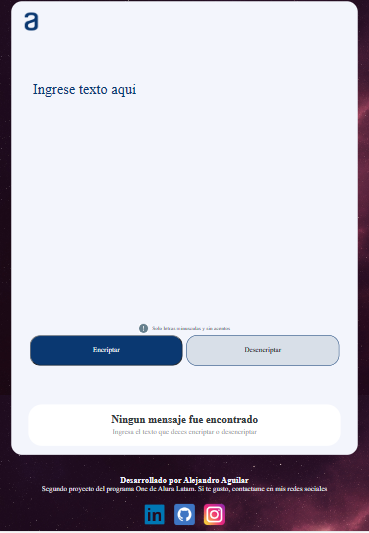 a
Ingrese texto aqui
Solo letras minusculas y sin acentos
Encriptar
Desencriptar
Ningun mensaje fue encontrado
Ingresa el texto que deces encriptar o desencriptar
Desarrollado por Alejandro Aguilar
Segundo proyecto del programa One de Alura Latam. Si te gusto, contactame en mis redes sociales
in